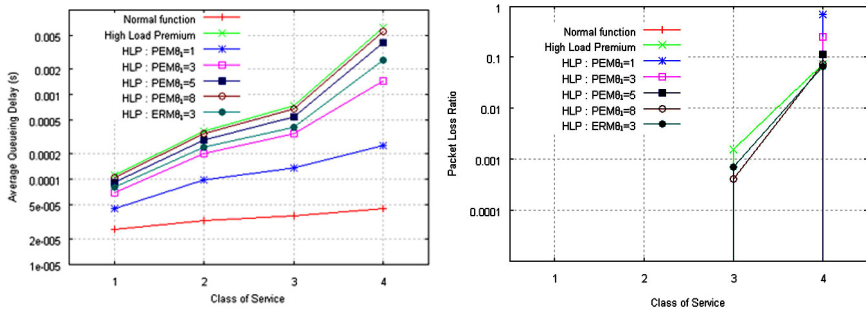 Normal function
High Load Premium
HLP : PEMθ₁=1
HLP : PEMθ₁=3
HLP : PEMθ₁=5
HLP : PEMθ₁=8
HLP : ERMθ₁=3
0.005
0.002
0.001
0.0005
0.0002
0.0001
5e-005
2e-005
1e-005
Average Queueing Delay (s)
1 2 3 4
Class of Service
Normal function
High Load Premium
HLP : PEMθ₁=1
HLP : PEMθ₁=3
HLP : PEMθ₁=5
HLP : PEMθ₁=8
HLP : ERMθ₁=3
1
0.1
0.01
0.001
0.0001
Packet Loss Ratio
1 2 3 4
Class of Service